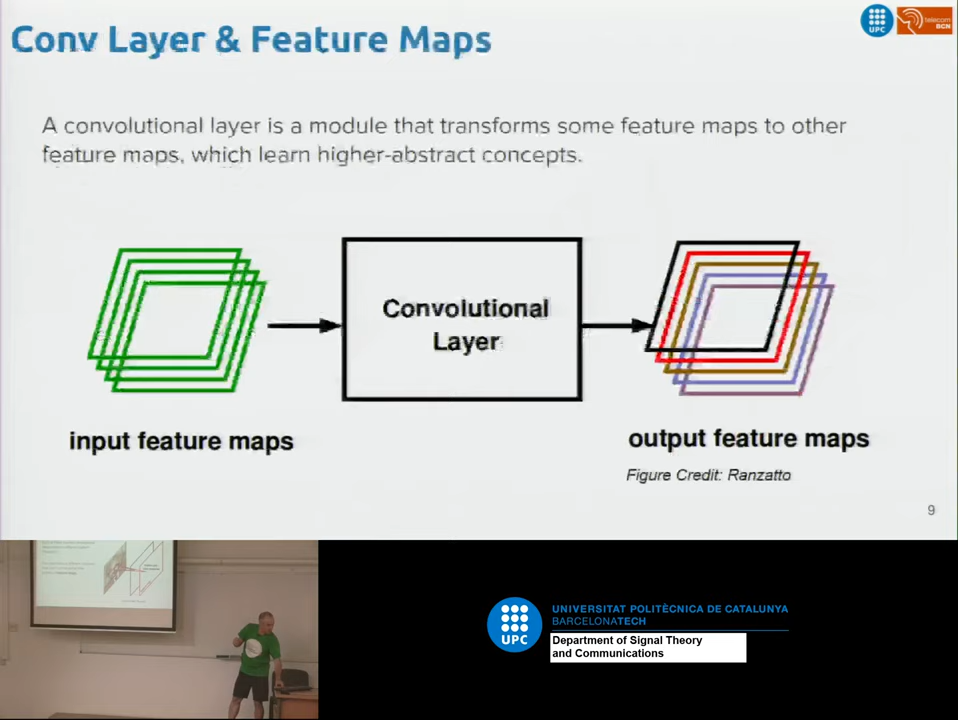 Conv Layer & Feature Maps
UPC
telecom
BCN
A convolutional layer is a module that transforms some feature maps to other
feature maps, which learn higher-abstract concepts.
Convolutional
Layer
input feature maps
output feature maps
Figure Credit: Ranzatto
9
UPC
UNIVERSITAT POLITÈCNICA DE CATALUNYA
BARCELONATECH
Department of Signal Theory
and Communications